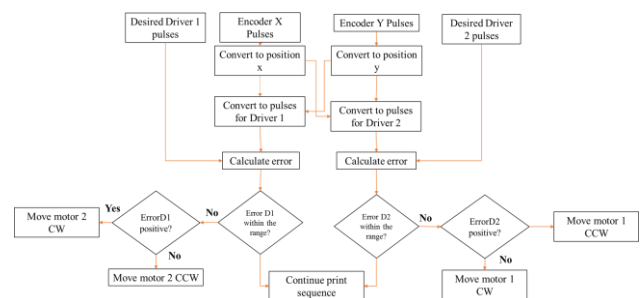 Desired Driver 1
pulses
Encoder X
Pulses
Encoder Y Pulses
Desired Driver
2 pulses
Convert to position
x
Convert to position
y
Convert to pulses
for Driver 1
Convert to pulses
for Driver 2
Calculate error
Calculate error
Move motor 2
CW
Yes
ErrorD1
positive?
No
Error D1
within the
range?
Error D2
within the
range?
No
ErrorD2
positive?
Move motor 1
CCW
No
Move motor 2 CCW
Continue print
sequence
No
Move motor 1
CW